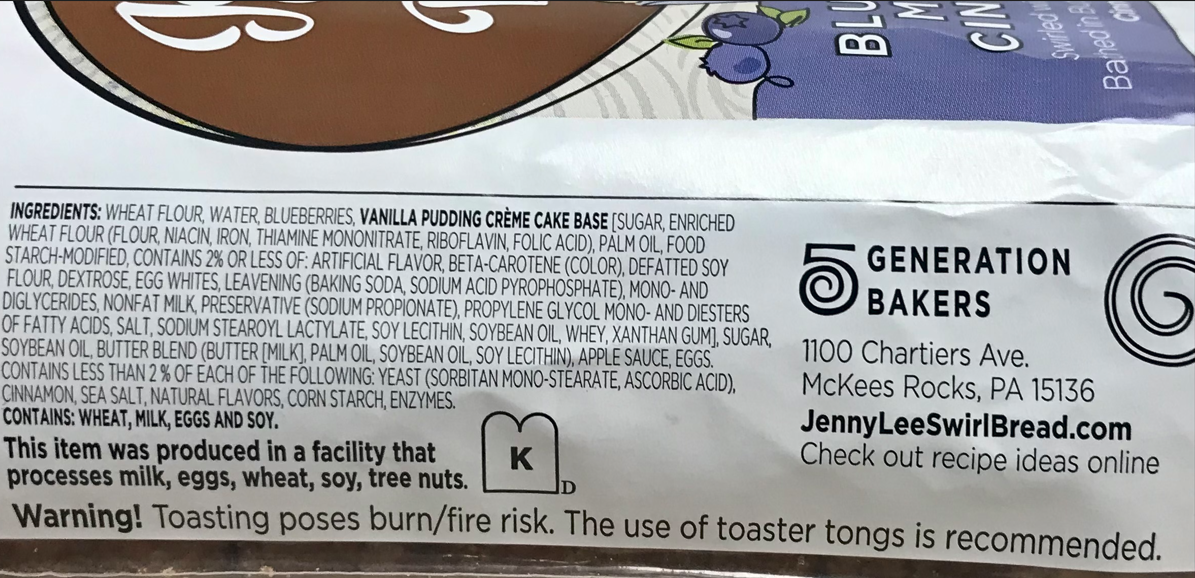 BLU
M
CIN
Swirled
Baked in B
INGREDIENTS: WHEAT FLOUR, WATER, BLUEBERRIES, VANILLA PUDDING CRÈME CAKE BASE [SUGAR, ENRICHED
WHEAT FLOUR (FLOUR, NIACIN, IRON, THIAMINE MONONITRATE, RIBOFLAVIN, FOLIC ACID), PALM OIL, FOOD
STARCH-MODIFIED, CONTAINS 2% OR LESS OF: ARTIFICIAL FLAVOR, BETA-CAROTENE (COLOR), DEFATTED SOY
FLOUR, DEXTROSE, EGG WHITES, LEAVENING (BAKING SODA, SODIUM ACID PYROPHOSPHATE), MONO- AND
DIGLYCERIDES, NONFAT MILK, PRESERVATIVE (SODIUM PROPIONATE), PROPYLENE GLYCOL MONO- AND DIESTERS
OF FATTY ACIDS, SALT, SODIUM STEAROYL LACTYLATE, SOY LECITHIN, SOYBEAN OIL, WHEY, XANTHAN GUM], SUGAR,
SOYBEAN OIL, BUTTER BLEND (BUTTER [MILK], PALM OIL, SOYBEAN OIL, SOY LECITHIN), APPLE SAUCE, EGGS.
CONTAINS LESS THAN 2 % OF EACH OF THE FOLLOWING: YEAST (SORBITAN MONO-STEARATE, ASCORBIC ACID),
CINNAMON, SEA SALT, NATURAL FLAVORS, CORN STARCH, ENZYMES.
CONTAINS: WHEAT, MILK, EGGS AND SOY.
This item was produced in a facility that
processes milk, eggs, wheat, soy, tree nuts.
K
D
5 GENERATION
BAKERS
1100 Chartiers Ave.
McKees Rocks, PA 15136
JennyLeeSwirlBread.com
Check out recipe ideas online
Warning! Toasting poses burn/fire risk. The use of toaster tongs is recommended.